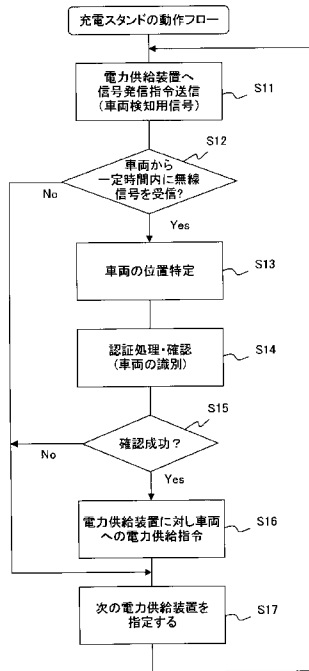 充電スタンドの動作フロー
電力供給装置へ
信号発信指令送信
(車両検知用信号)
S11
S12
車両から
一定時間内に無線
信号を受信?
No
Yes
車両の位置特定
S13
認証処理・確認
(車両の識別)
S14
S15
確認成功?
No
Yes
電力供給装置に対し車両
への電力供給指令
S16
次の電力供給装置を
指定する
S17